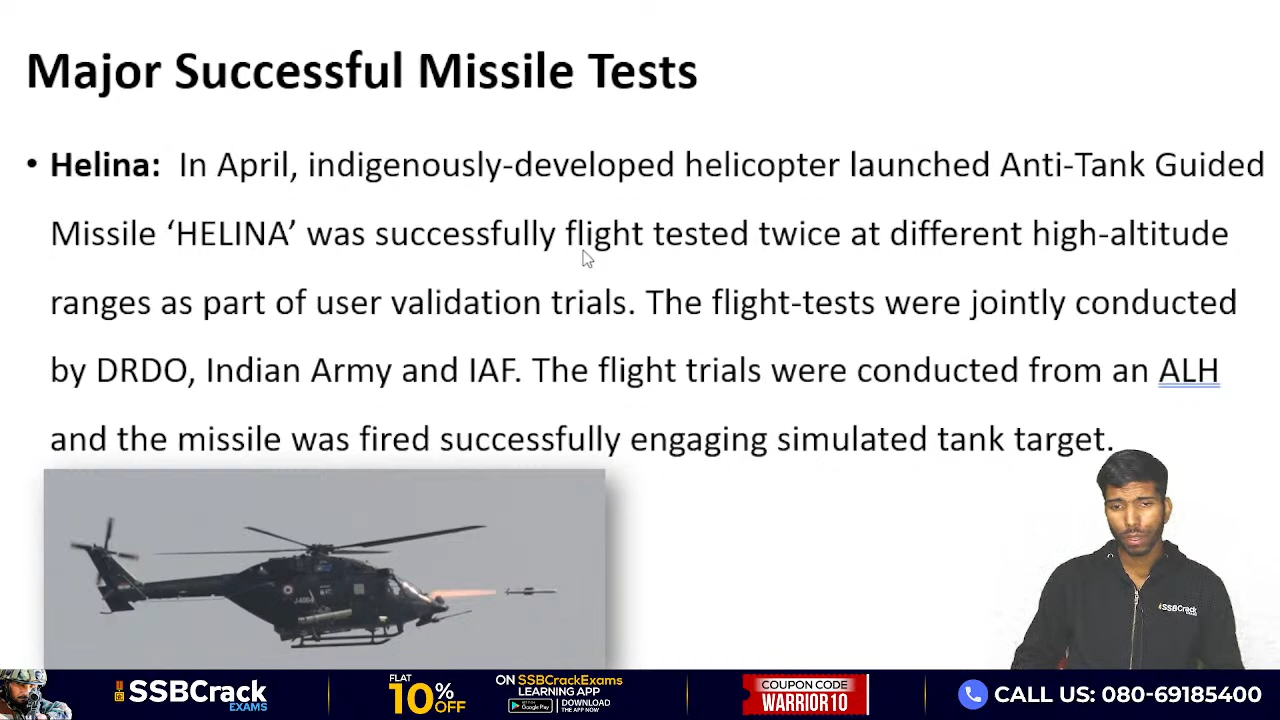 Major Successful Missile Tests
• Helina: In April, indigenously-developed helicopter launched Anti-Tank Guided
Missile ‘HELINA’ was successfully flight tested twice at different high-altitude
ranges as part of user validation trials. The flight-tests were jointly conducted
by DRDO, Indian Army and IAF. The flight trials were conducted from an ALH
and the missile was fired successfully engaging simulated tank target.
SSBCrack
SSBCrack
EXAMS
FLAT
10% OFF
ON SSBCrackExams
LEARNING APP
Google Play
DOWNLOAD
THE APP NOW
COUPON CODE
WARRIOR10
CALL US: 080-69185400